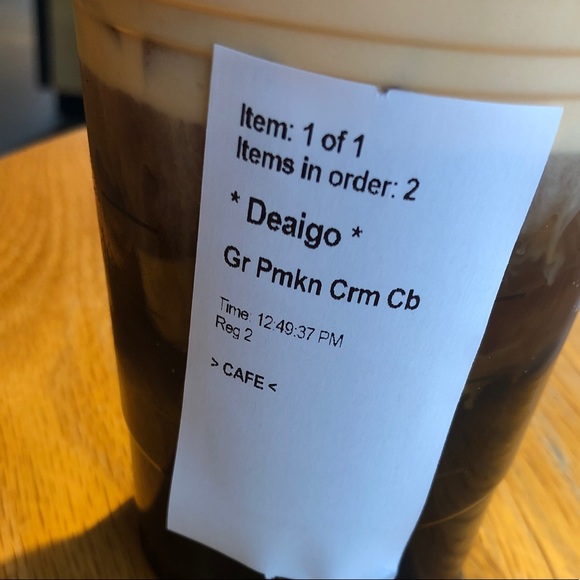 Item: 1 of 1
Items in order: 2
* Deaigo *
Gr Pmkn Crm Cb
Time: 12:49:37 PM
Reg 2
> CAFE <